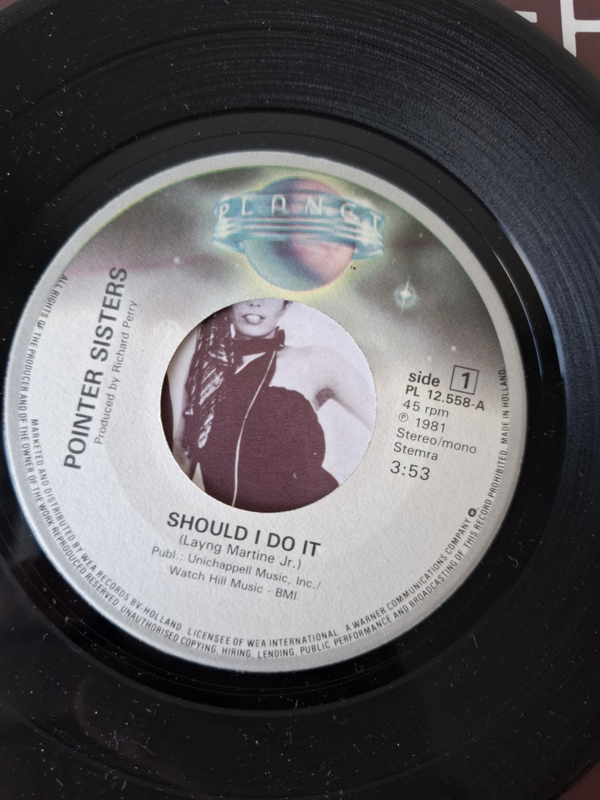 PLANET
POINTER SISTERS
Produced by Richard Perry
side 1
PL 12.558-A
45 rpm
℗ 1981
Stereo/mono
Stemra
3:53
SHOULD I DO IT
(Layng Martine Jr.)
Publ.: Unichappell Music, Inc./
Watch Hill Music - BMI
ALL RIGHTS OF THE PRODUCER AND OF THE OWNER OF THE WORK REPRODUCED RESERVED. UNAUTHORISED COPYING, HIRING, LENDING, PUBLIC PERFORMANCE AND BROADCASTING OF THIS RECORD PROHIBITED. MADE IN HOLLAND.
MARKETED AND DISTRIBUTED BY WEA RECORDS BV HOLLAND LICENSEE OF WEA INTERNATIONAL A WARNER COMMUNICATIONS COMPANY